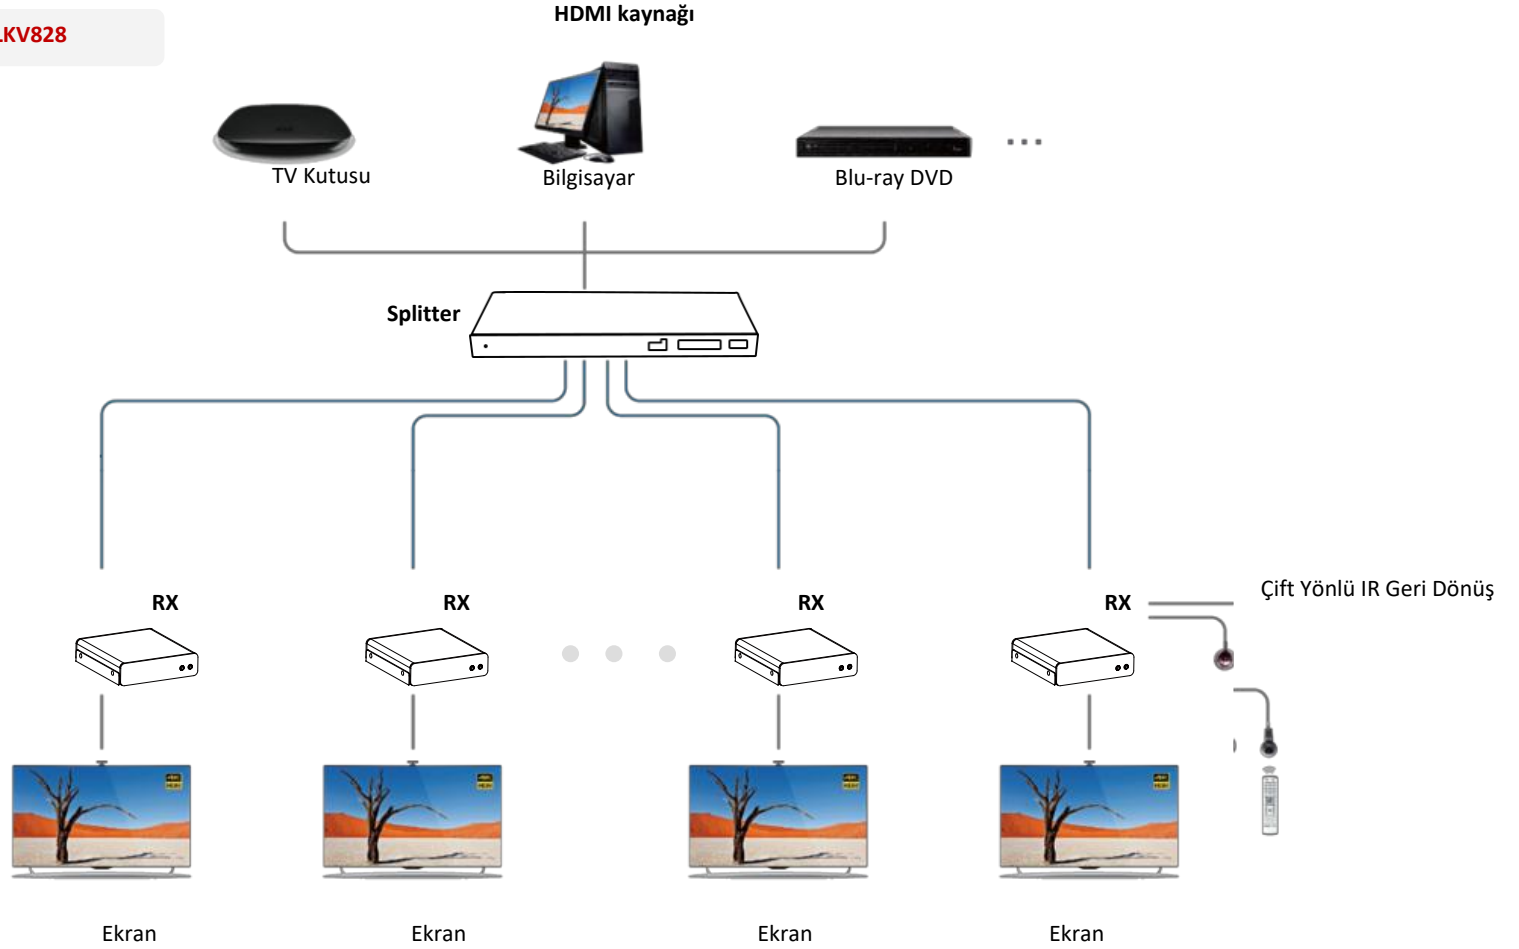 HDMI kaynağı
LKV828
TV Kutusu
Bilgisayar
Blu-ray DVD
Splitter
Çift Yönlü IR Geri Dönüş
RX
RX
RX
RX
Ekran
Ekran
Ekran
Ekran